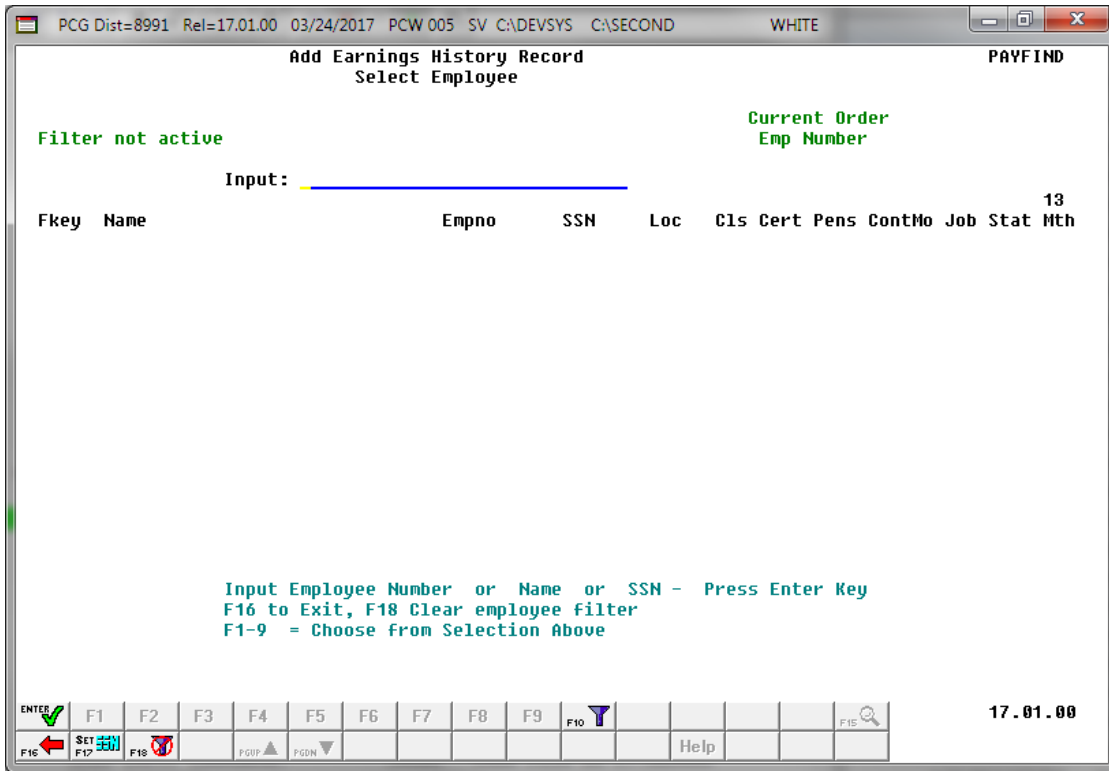 PCG Dist=8991 Rel=17.01.00 03/24/2017 PCW 005 SV C:\DEVSYS C:\SECOND WHITE
Add Earnings History Record PAYFIND
Select Employee
Current Order
Filter not active Emp Number
Input:
13
Fkey Name Empno SSN Loc Cls Cert Pens ContMo Job Stat Mth
Input Employee Number or Name or SSN - Press Enter Key
F16 to Exit, F18 Clear employee filter
F1-9 = Choose from Selection Above
ENTER F1 F2 F3 F4 F5 F6 F7 F8 F9 F10 F15 17.01.00
F16 SET F17 SSN F18 PGUP PGDN Help